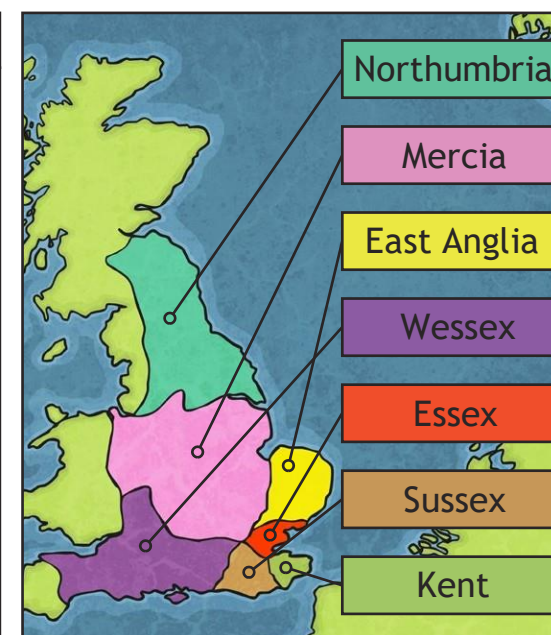 Northumbria
Mercia
East Anglia
Wessex
Essex
Sussex
Kent